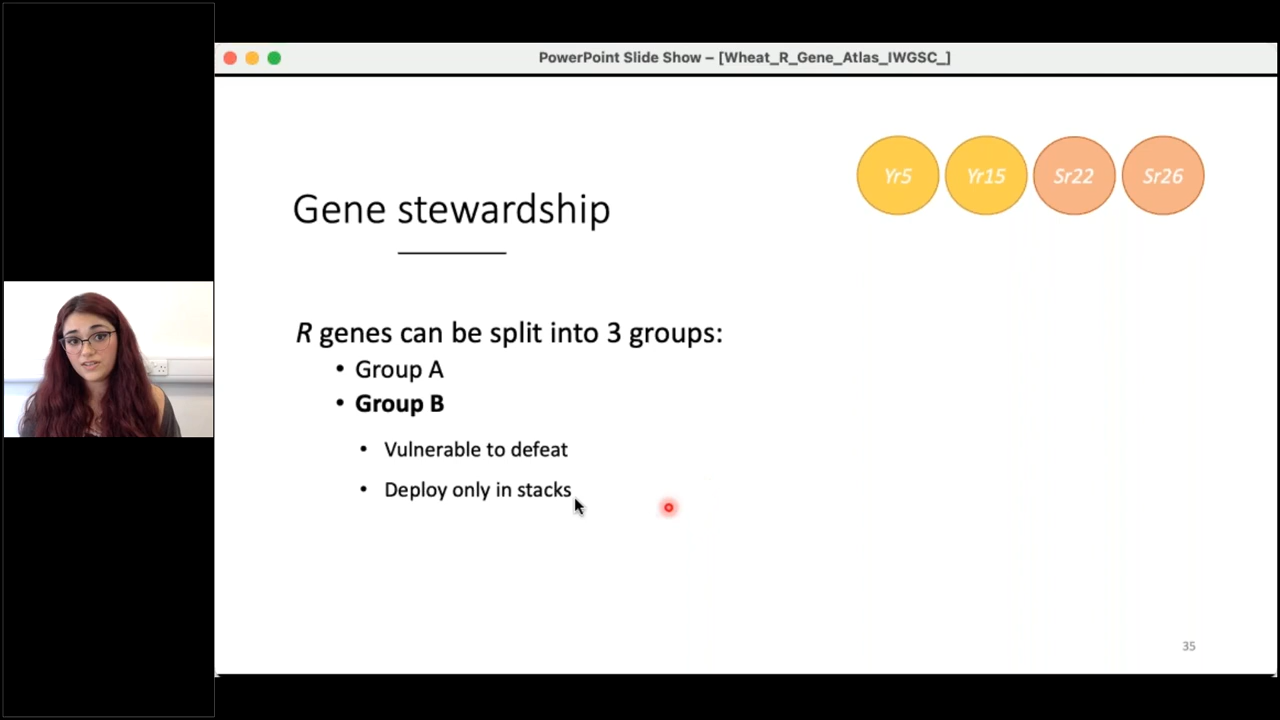 PowerPoint Slide Show – [Wheat_R_Gene_Atlas_IWGSC_]
Yr5 Yr15 Sr22 Sr26
Gene stewardship
R genes can be split into 3 groups:
• Group A
• Group B
• Vulnerable to defeat
• Deploy only in stacks
35